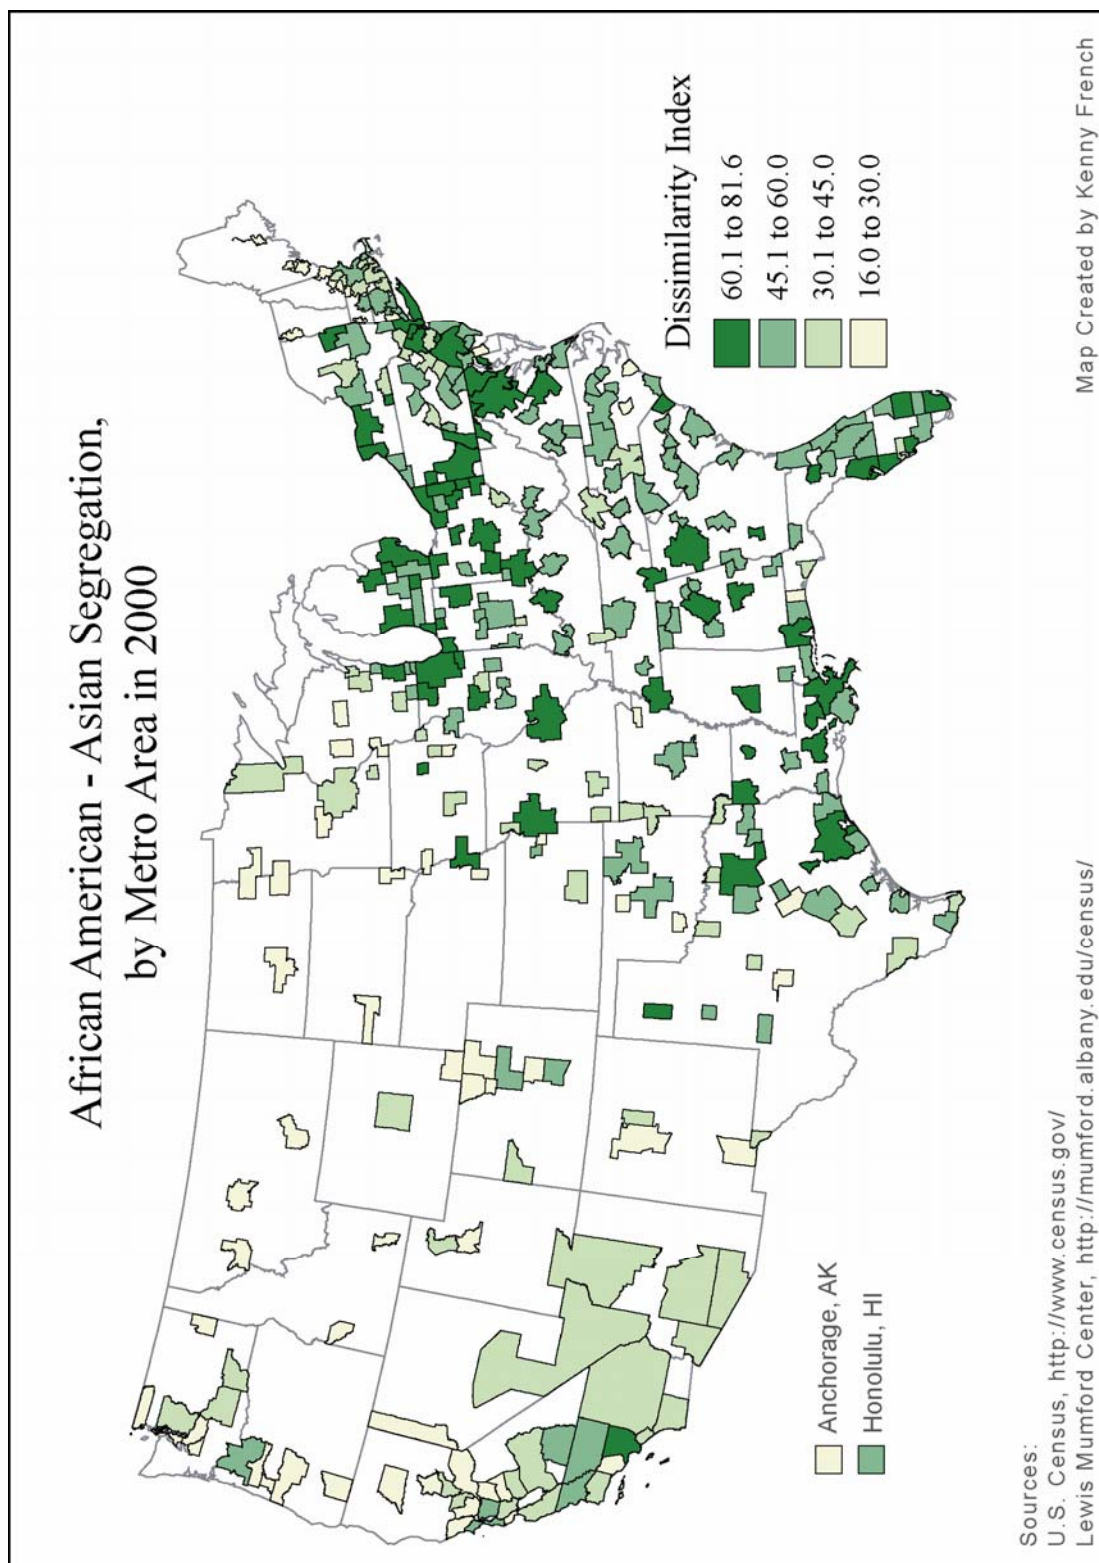 African American - Asian Segregation,
by Metro Area in 2000
Dissimilarity Index
60.1 to 81.6
45.1 to 60.0
30.1 to 45.0
16.0 to 30.0
Anchorage, AK
Honolulu, HI
Sources:
U.S. Census, http://www.census.gov/
Lewis Mumford Center, http://mumford.albany.edu/census/
Map Created by Kenny French